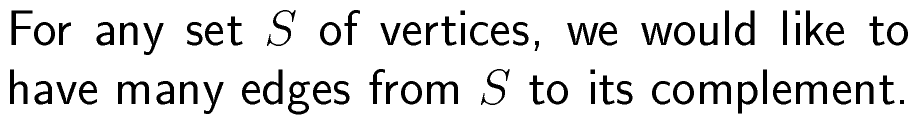 For any set S of vertices, we would like to
have many edges from S to its complement.